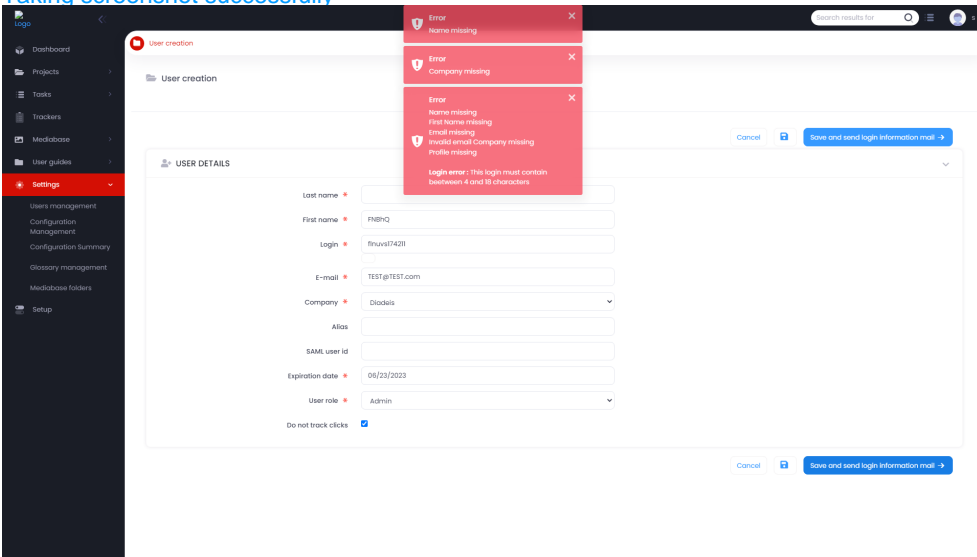 Taking screenshot successfully
Logo
Search results for
s
Dashboard
Projects
Tasks
Trackers
Mediabase
User guides
Settings
Users management
Configuration
Management
Configuration Summary
Glossary management
Mediabase folders
Setup
User creation
User creation
Error
Name missing
Error
Company missing
Error
Name missing
First Name missing
Email missing
Invalid email Company missing
Profile missing
Login error : This login must contain
beetween 4 and 18 characters
Cancel
Save and send login information mail →
USER DETAILS
Last name *
First name * FNBhQ
Login * flnuvs174211
E-mail * TEST@TEST.com
Company * Diadeis
Alias
SAML user id
Expiration date * 06/23/2023
User role * Admin
Do not track clicks
Cancel
Save and send login information mail →